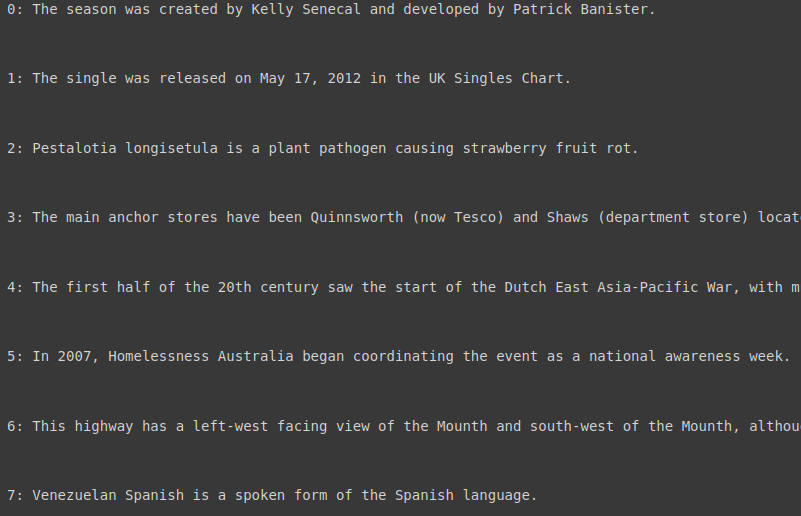 0: The season was created by Kelly Senecal and developed by Patrick Banister.
1: The single was released on May 17, 2012 in the UK Singles Chart.
2: Pestalotia longisetula is a plant pathogen causing strawberry fruit rot.
3: The main anchor stores have been Quinnsworth (now Tesco) and Shaws (department store)
4: The first half of the 20th century saw the start of the Dutch East Asia-Pacific War, with
5: In 2007, Homelessness Australia began coordinating the event as a national awareness week.
6: This highway has a left-west facing view of the Mounth and south-west of the Mounth,
7: Venezuelan Spanish is a spoken form of the Spanish language.